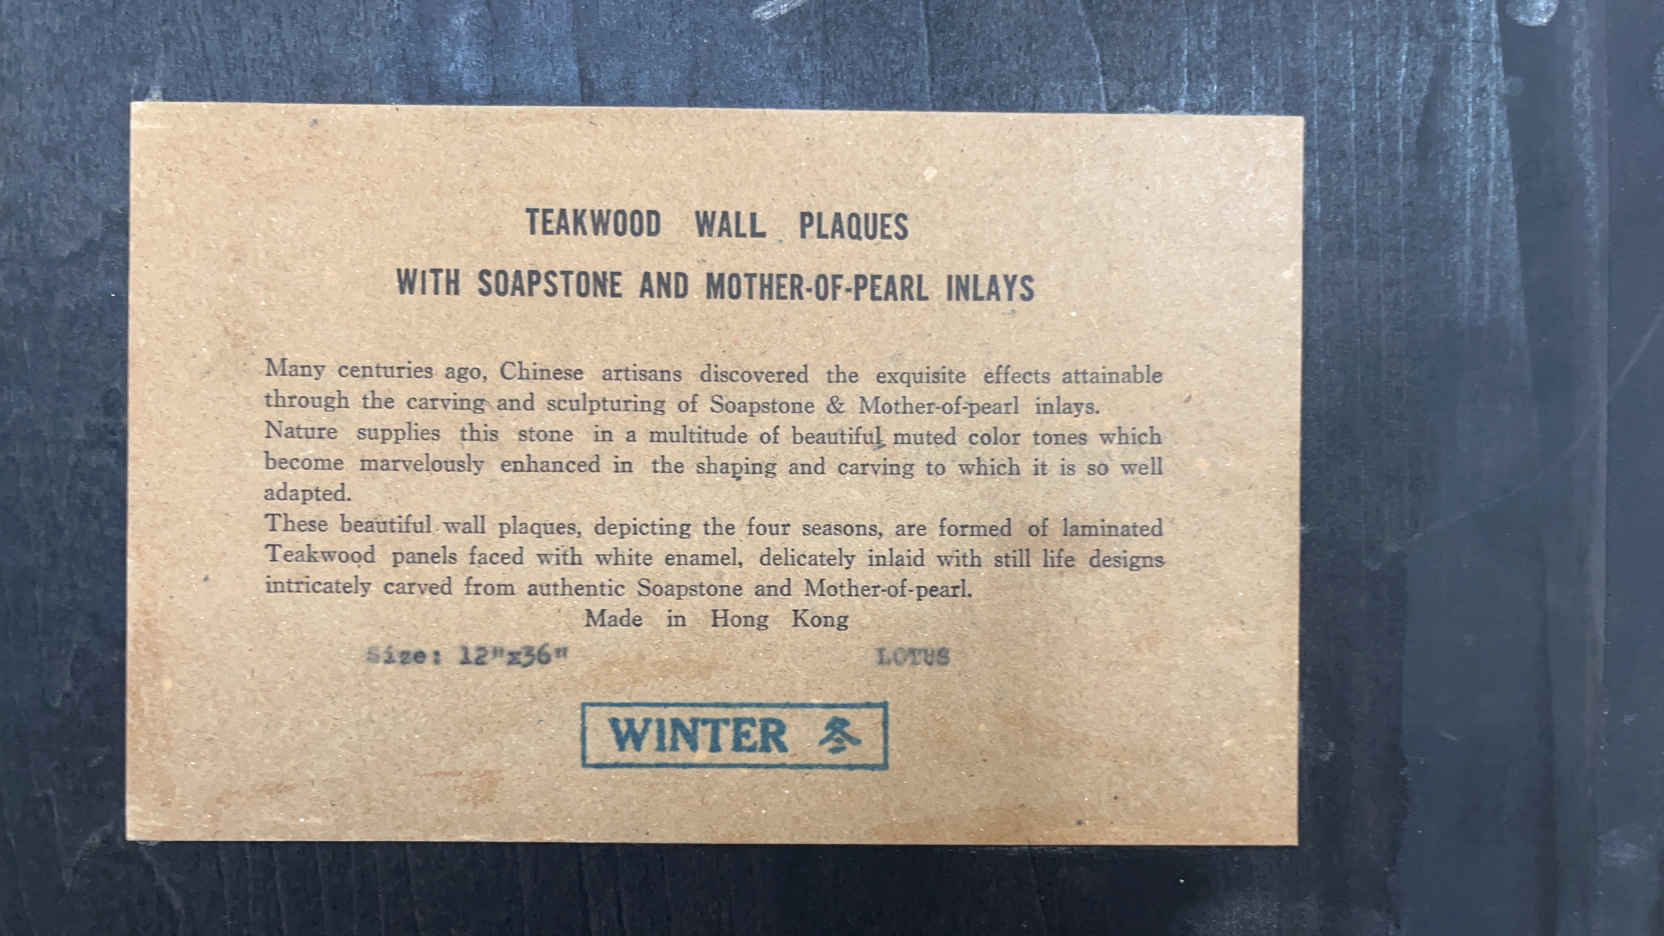 TEAKWOOD WALL PLAQUES
WITH SOAPSTONE AND MOTHER-OF-PEARL INLAYS
Many centuries ago, Chinese artisans discovered the exquisite effects attainable
through the carving and sculpturing of Soapstone & Mother-of-pearl inlays.
Nature supplies this stone in a multitude of beautiful muted color tones which
become marvelously enhanced in the shaping and carving to which it is so well
adapted.
These beautiful wall plaques, depicting the four seasons, are formed of laminated
Teakwood panels faced with white enamel, delicately inlaid with still life designs
intricately carved from authentic Soapstone and Mother-of-pearl.
Made in Hong Kong
Size: 12"x36" LOTUS
WINTER 冬